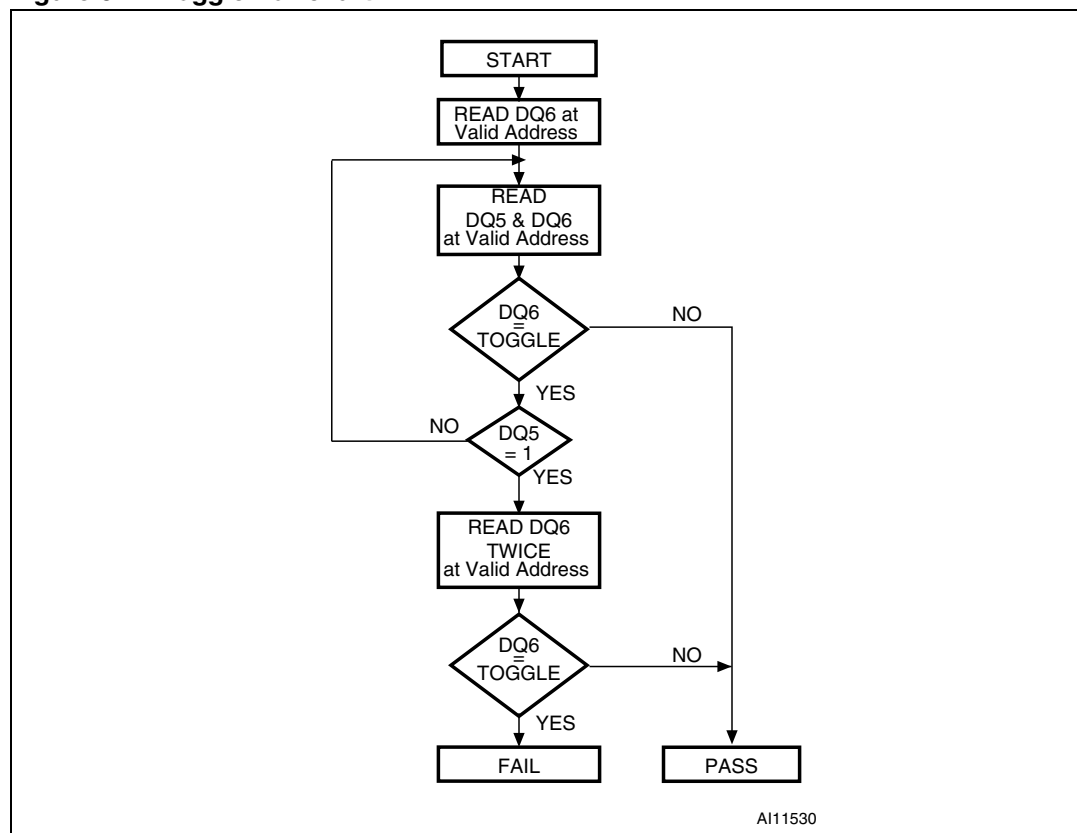 START
READ DQ6 at
Valid Address
READ
DQ5 & DQ6
at Valid Address
DQ6
=
TOGGLE
NO
YES
NO
DQ5
= 1
YES
READ DQ6
TWICE
at Valid Address
DQ6
=
TOGGLE
NO
YES
FAIL
PASS
AI11530